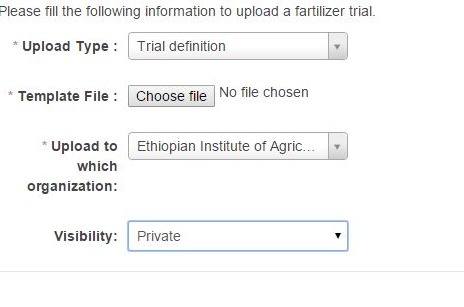 Please fill the following information to upload a fartilizer trial.
* Upload Type : Trial definition
* Template File : Choose file No file chosen
* Upload to Ethiopian Institute of Agric...
which
organization:
Visibility: Private